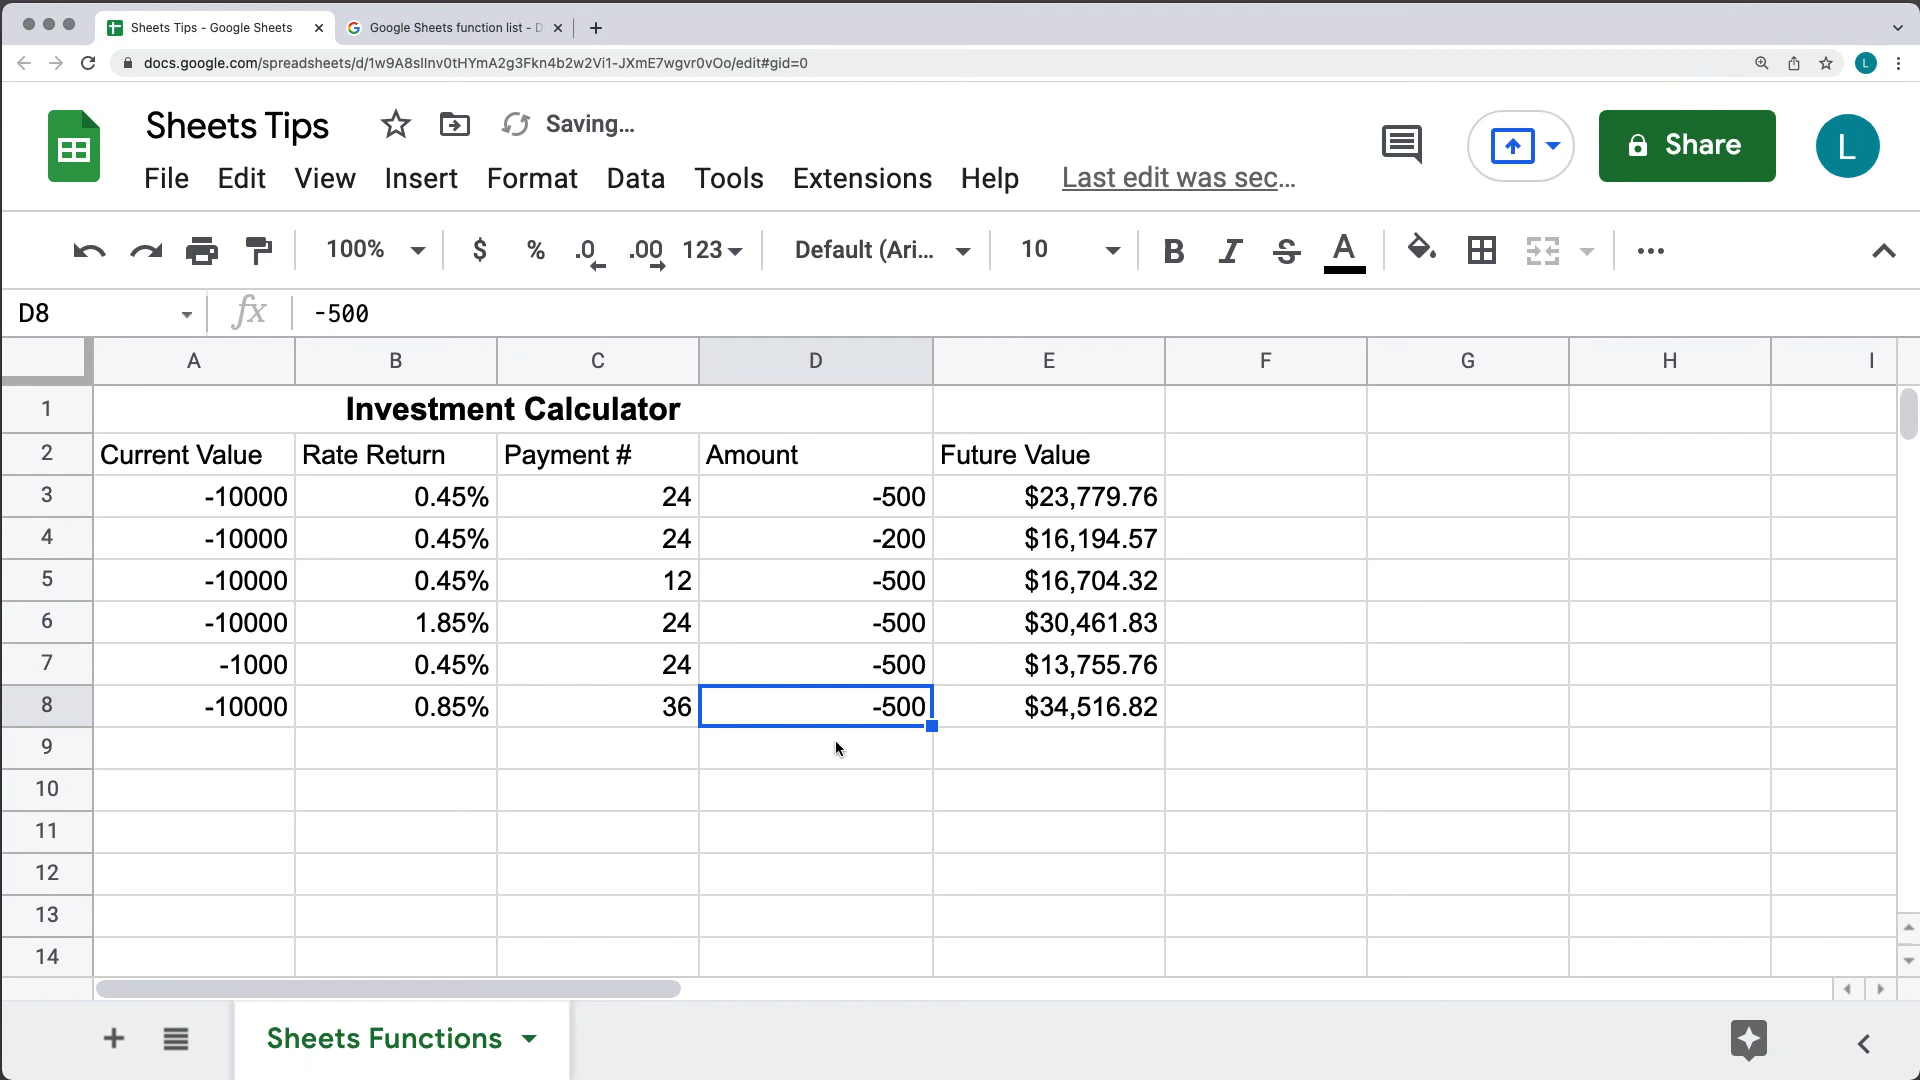 Sheets Tips - Google Sheets
Google Sheets function list - D
docs.google.com/spreadsheets/d/1w9A8sIlnv0tHYmA2g3Fkn4b2w2Vi1-JXmE7wgvr0vOo/edit#gid=0
L
Sheets Tips
Saving...
Share
L
File Edit View Insert Format Data Tools Extensions Help Last edit was sec...
100% $ % .0 .00 123 Default (Ari... 10 B I S A
D8 fx -500
A B C D E F G H I
1 Investment Calculator
2 Current Value Rate Return Payment # Amount Future Value
3 -10000 0.45% 24 -500 $23,779.76
4 -10000 0.45% 24 -200 $16,194.57
5 -10000 0.45% 12 -500 $16,704.32
6 -10000 1.85% 24 -500 $30,461.83
7 -1000 0.45% 24 -500 $13,755.76
8 -10000 0.85% 36 -500 $34,516.82
9
10
11
12
13
14
Sheets Functions